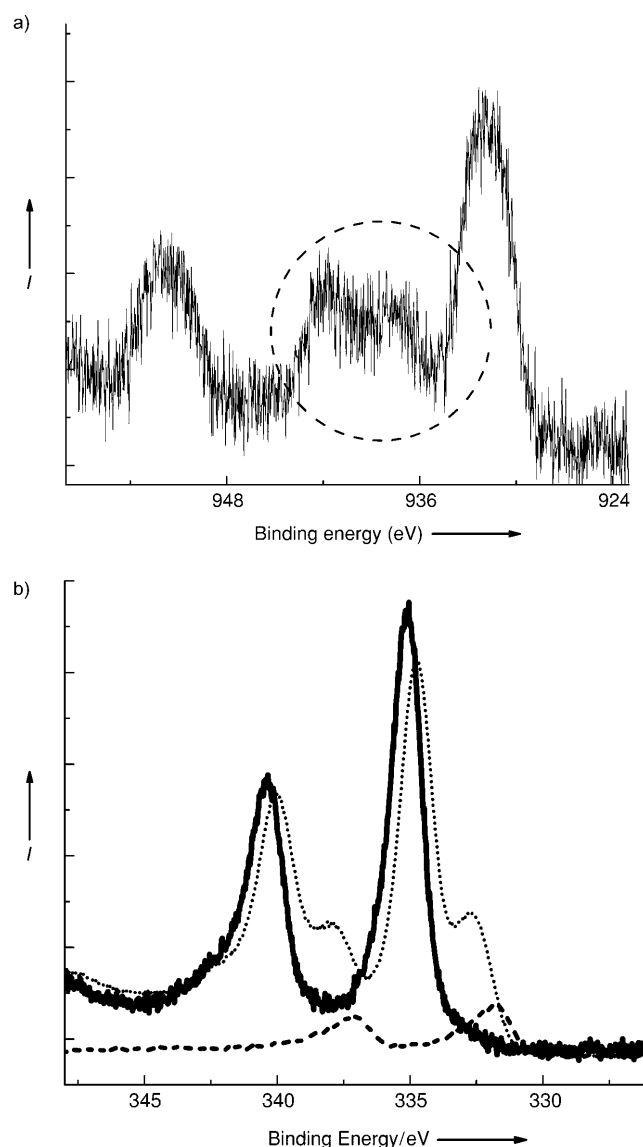 a)
I
948 936 924
Binding energy (eV)
b)
I
345 340 335 330
Binding Energy/eV